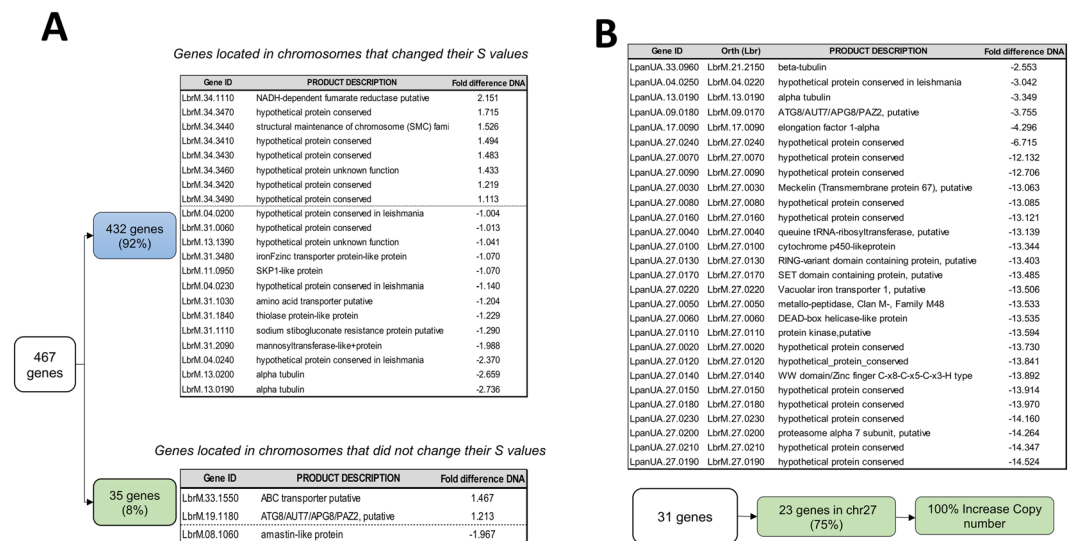 A
Genes located in chromosomes that changed their S values
Gene ID PRODUCT DESCRIPTION Fold difference DNA
LbrM.34.1110 NADH-dependent fumarate reductase putative 2.151
LbrM.34.3470 hypothetical protein conserved 1.715
LbrM.34.3440 structural maintenance of chromosome (SMC) fami 1.526
LbrM.34.3410 hypothetical protein conserved 1.494
LbrM.34.3430 hypothetical protein conserved 1.483
LbrM.34.3460 hypothetical protein unknown function 1.433
LbrM.34.3420 hypothetical protein conserved 1.219
LbrM.34.3490 hypothetical protein conserved 1.113
LbrM.04.0200 hypothetical protein conserved in leishmania -1.004
LbrM.31.0060 hypothetical protein conserved -1.013
LbrM.13.1390 hypothetical protein unknown function -1.041
LbrM.31.3480 ironFzinc transporter protein-like protein -1.070
LbrM.11.0950 SKP1-like protein -1.070
LbrM.04.0230 hypothetical protein conserved in leishmania -1.140
LbrM.31.1030 amino acid transporter putative -1.204
LbrM.31.1840 thiolase protein-like protein -1.229
LbrM.31.1110 sodium stibogluconate resistance protein putative -1.290
LbrM.31.2090 mannosyltransferase-like+protein -1.988
LbrM.04.0240 hypothetical protein conserved in leishmania -2.370
LbrM.13.0200 alpha tubulin -2.659
LbrM.13.0190 alpha tubulin -2.736
432 genes
(92%)
467
genes
Genes located in chromosomes that did not change their S values
35 genes
(8%)
Gene ID PRODUCT DESCRIPTION Fold difference DNA
LbrM.33.1550 ABC transporter putative 1.467
LbrM.19.1180 ATG8/AUT7/APG8/PAZ2, putative 1.213
LbrM.08.1060 amastin-like protein -1.967
B
Gene ID Orth (Lbr) PRODUCT DESCRIPTION Fold difference DNA
LpanUA.33.0960 LbrM.21.2150 beta-tubulin -2.553
LpanUA.04.0250 LbrM.04.0220 hypothetical protein conserved in leishmania -3.042
LpanUA.13.0190 LbrM.13.0190 alpha tubulin -3.349
LpanUA.09.0180 LbrM.09.0170 ATG8/AUT7/APG8/PAZ2, putative -3.755
LpanUA.17.0090 LbrM.17.0090 elongation factor 1-alpha -4.296
LpanUA.27.0240 LbrM.27.0240 hypothetical protein conserved -6.715
LpanUA.27.0070 LbrM.27.0070 hypothetical protein conserved -12.132
LpanUA.27.0090 LbrM.27.0090 hypothetical protein conserved -12.706
LpanUA.27.0030 LbrM.27.0030 Meckelin (Transmembrane protein 67), putative -13.063
LpanUA.27.0080 LbrM.27.0080 hypothetical protein conserved -13.085
LpanUA.27.0160 LbrM.27.0160 hypothetical protein conserved -13.121
LpanUA.27.0040 LbrM.27.0040 queuine tRNA-ribosyltransferase, putative -13.139
LpanUA.27.0100 LbrM.27.0100 cytochrome p450-likeprotein -13.344
LpanUA.27.0130 LbrM.27.0130 RING-variant domain containing protein, putative -13.403
LpanUA.27.0170 LbrM.27.0170 SET domain containing protein, putative -13.485
LpanUA.27.0220 LbrM.27.0220 Vacuolar iron transporter 1, putative -13.506
LpanUA.27.0050 LbrM.27.0050 metallo-peptidase, Clan M-, Family M48 -13.533
LpanUA.27.0060 LbrM.27.0060 DEAD-box helicase-like protein -13.535
LpanUA.27.0110 LbrM.27.0110 protein kinase,putative -13.594
LpanUA.27.0020 LbrM.27.0020 hypothetical protein conserved -13.730
LpanUA.27.0120 LbrM.27.0120 hypothetical_protein_conserved -13.841
LpanUA.27.0140 LbrM.27.0140 WW domain/Zinc finger C-x8-C-x5-C-x3-H type -13.892
LpanUA.27.0150 LbrM.27.0150 hypothetical protein conserved -13.914
LpanUA.27.0180 LbrM.27.0180 hypothetical protein conserved -13.970
LpanUA.27.0230 LbrM.27.0230 hypothetical protein conserved -14.160
LpanUA.27.0200 LbrM.27.0200 proteasome alpha 7 subunit, putative -14.264
LpanUA.27.0210 LbrM.27.0210 hypothetical protein conserved -14.347
LpanUA.27.0190 LbrM.27.0190 hypothetical protein conserved -14.524
31 genes
23 genes in chr27
(75%)
100% Increase Copy
number